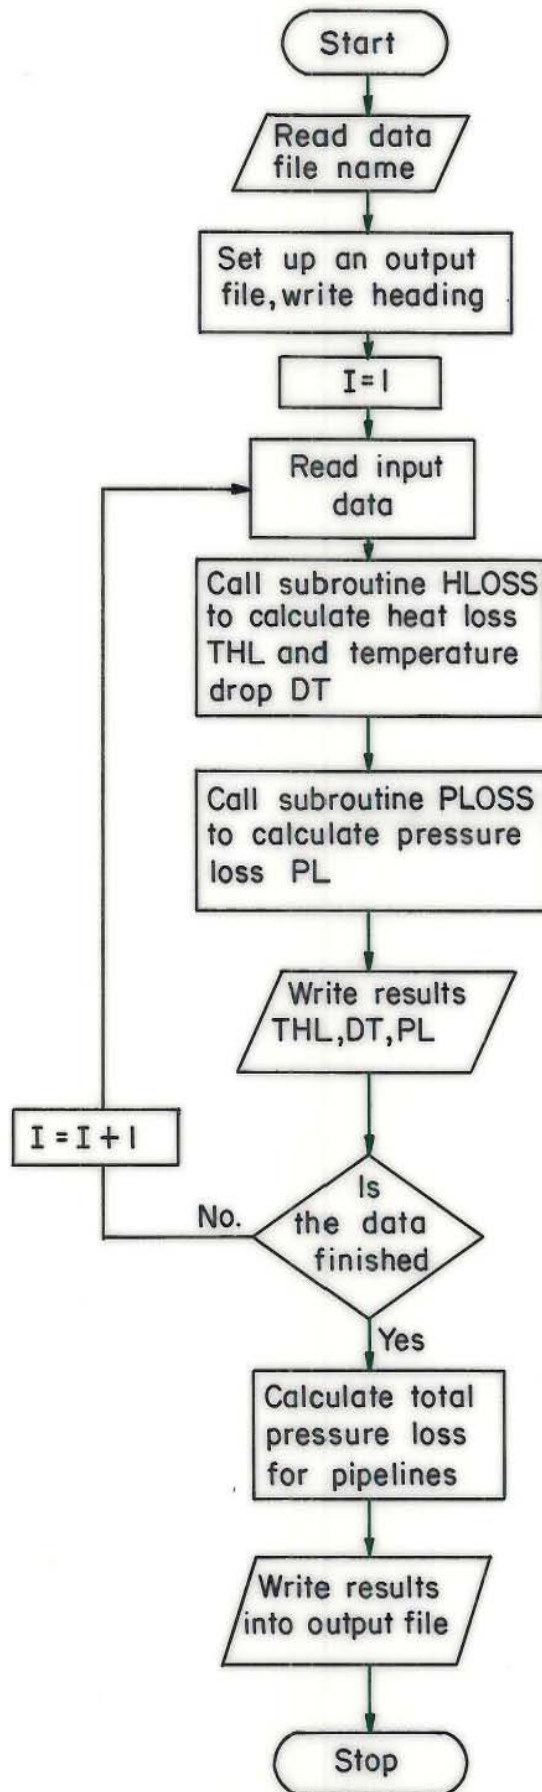 Start
Read data
file name
Set up an output
file, write heading
I=1
Read input
data
Call subroutine HLOSS
to calculate heat loss
THL and temperature
drop DT
Call subroutine PLOSS
to calculate pressure
loss PL
Write results
THL,DT,PL
I=I+1
Is
the data
finished
No.
Yes
Calculate total
pressure loss
for pipelines
Write results
into output file
Stop